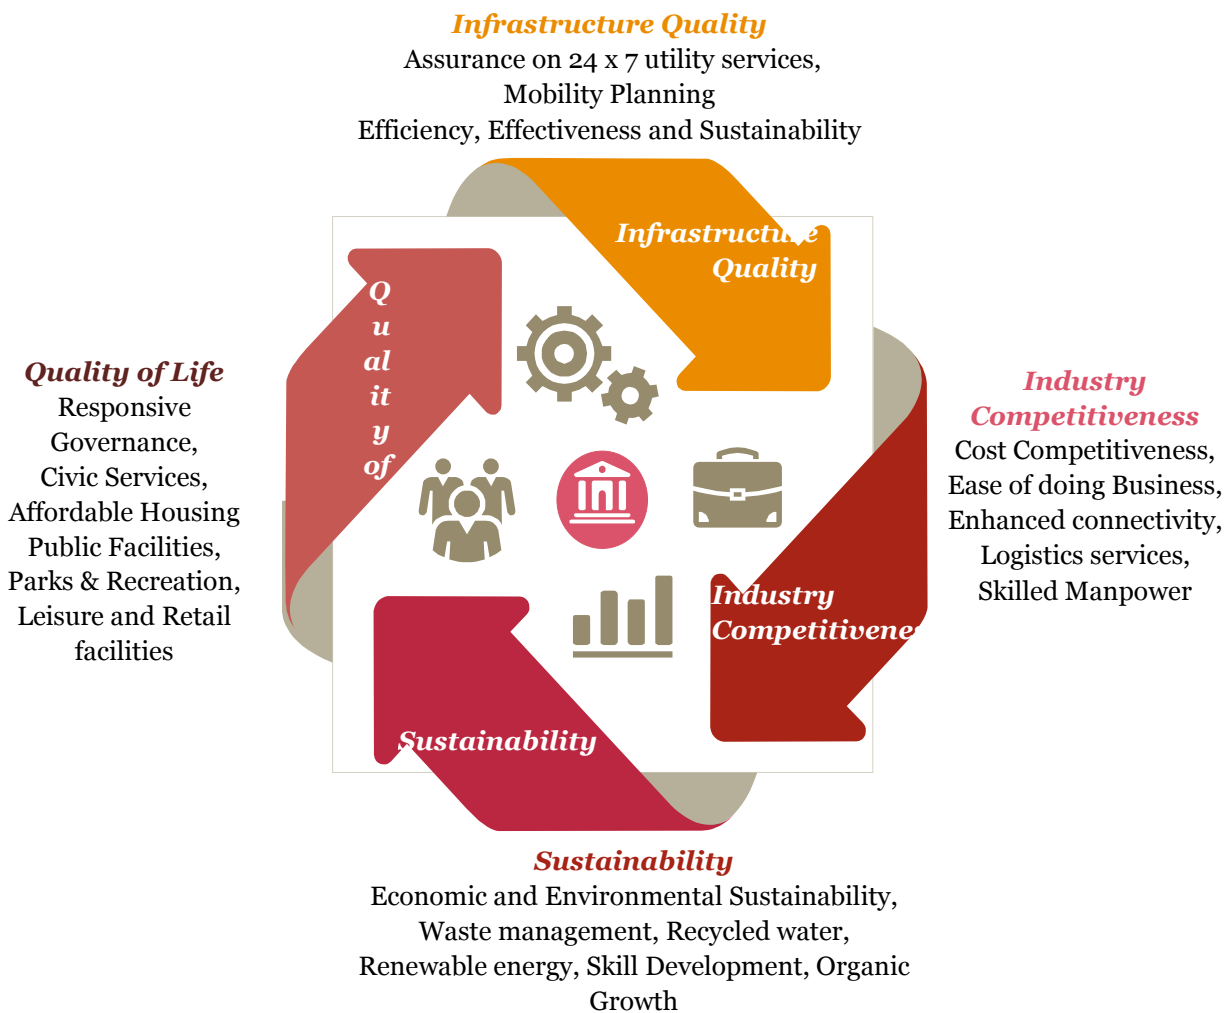 Infrastructure Quality
Assurance on 24 x 7 utility services,
Mobility Planning
Efficiency, Effectiveness and Sustainability
Infrastructure
Quality
Q
u
al
it
y
of
Quality of Life
Responsive
Governance,
Civic Services,
Affordable Housing
Public Facilities,
Parks & Recreation,
Leisure and Retail
facilities
Industry
Competitiveness
Cost Competitiveness,
Ease of doing Business,
Enhanced connectivity,
Logistics services,
Skilled Manpower
Industry
Competitivenes
Sustainability
Sustainability
Economic and Environmental Sustainability,
Waste management, Recycled water,
Renewable energy, Skill Development, Organic
Growth